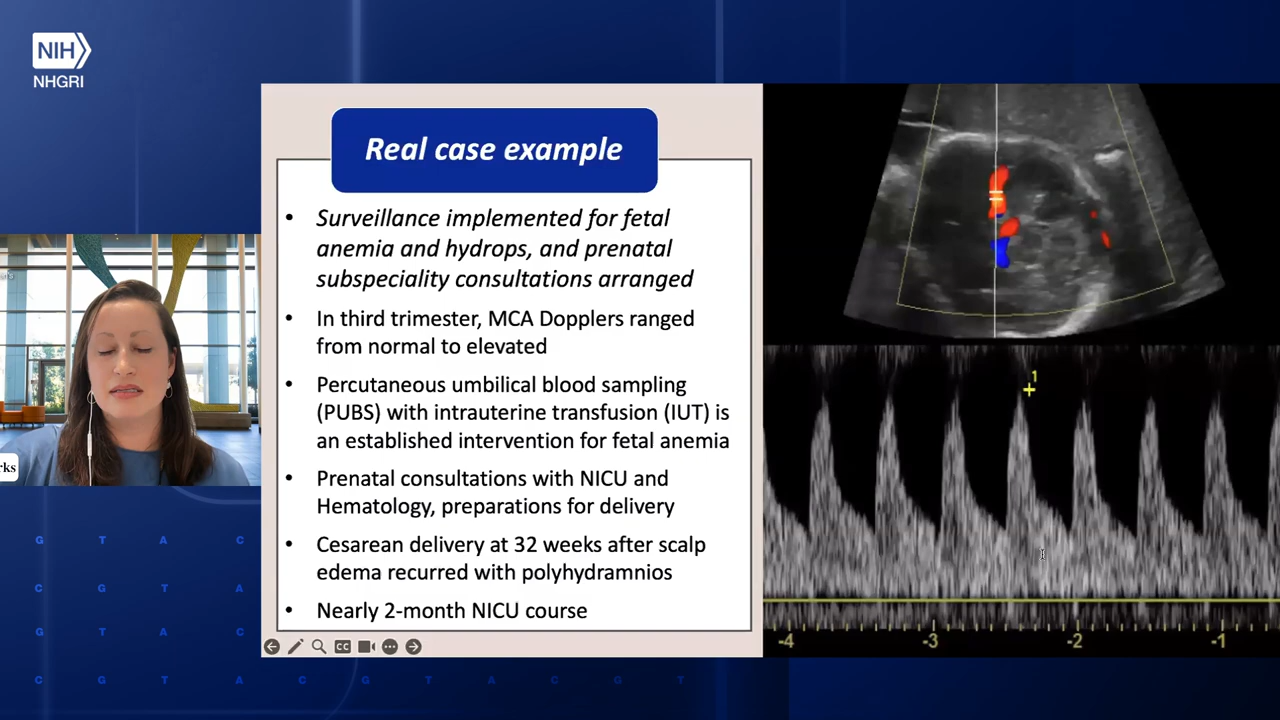 NIH
NHGRI
Real case example
• Surveillance implemented for fetal
anemia and hydrops, and prenatal
subspeciality consultations arranged
• In third trimester, MCA Dopplers ranged
from normal to elevated
• Percutaneous umbilical blood sampling
(PUBS) with intrauterine transfusion (IUT) is
an established intervention for fetal anemia
• Prenatal consultations with NICU and
Hematology, preparations for delivery
• Cesarean delivery at 32 weeks after scalp
edema recurred with polyhydramnios
• Nearly 2-month NICU course
CC
1
-4 -3 -2 -1
rks
G T A C
C G T A
G T A C
C G T A C G T A C G T